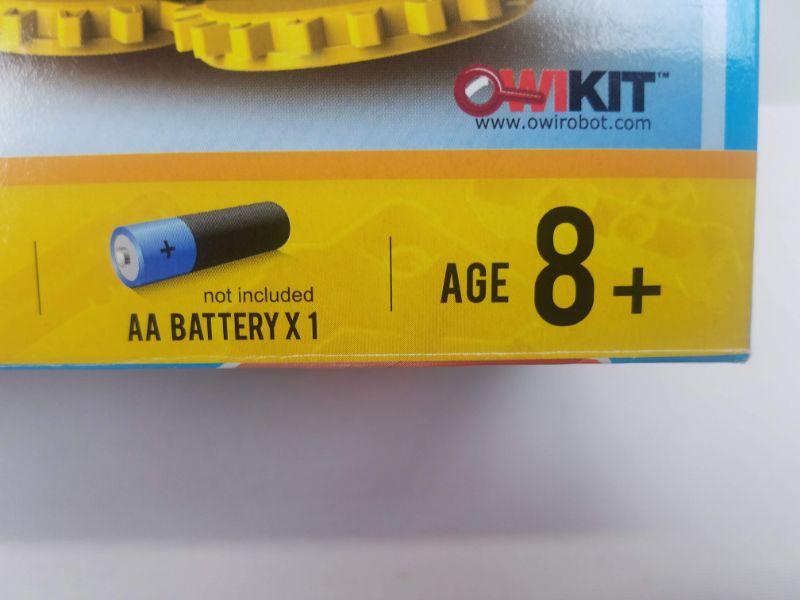 OWIKIT™
www.owirobot.com
+
not included
AA BATTERY X 1
AGE 8+